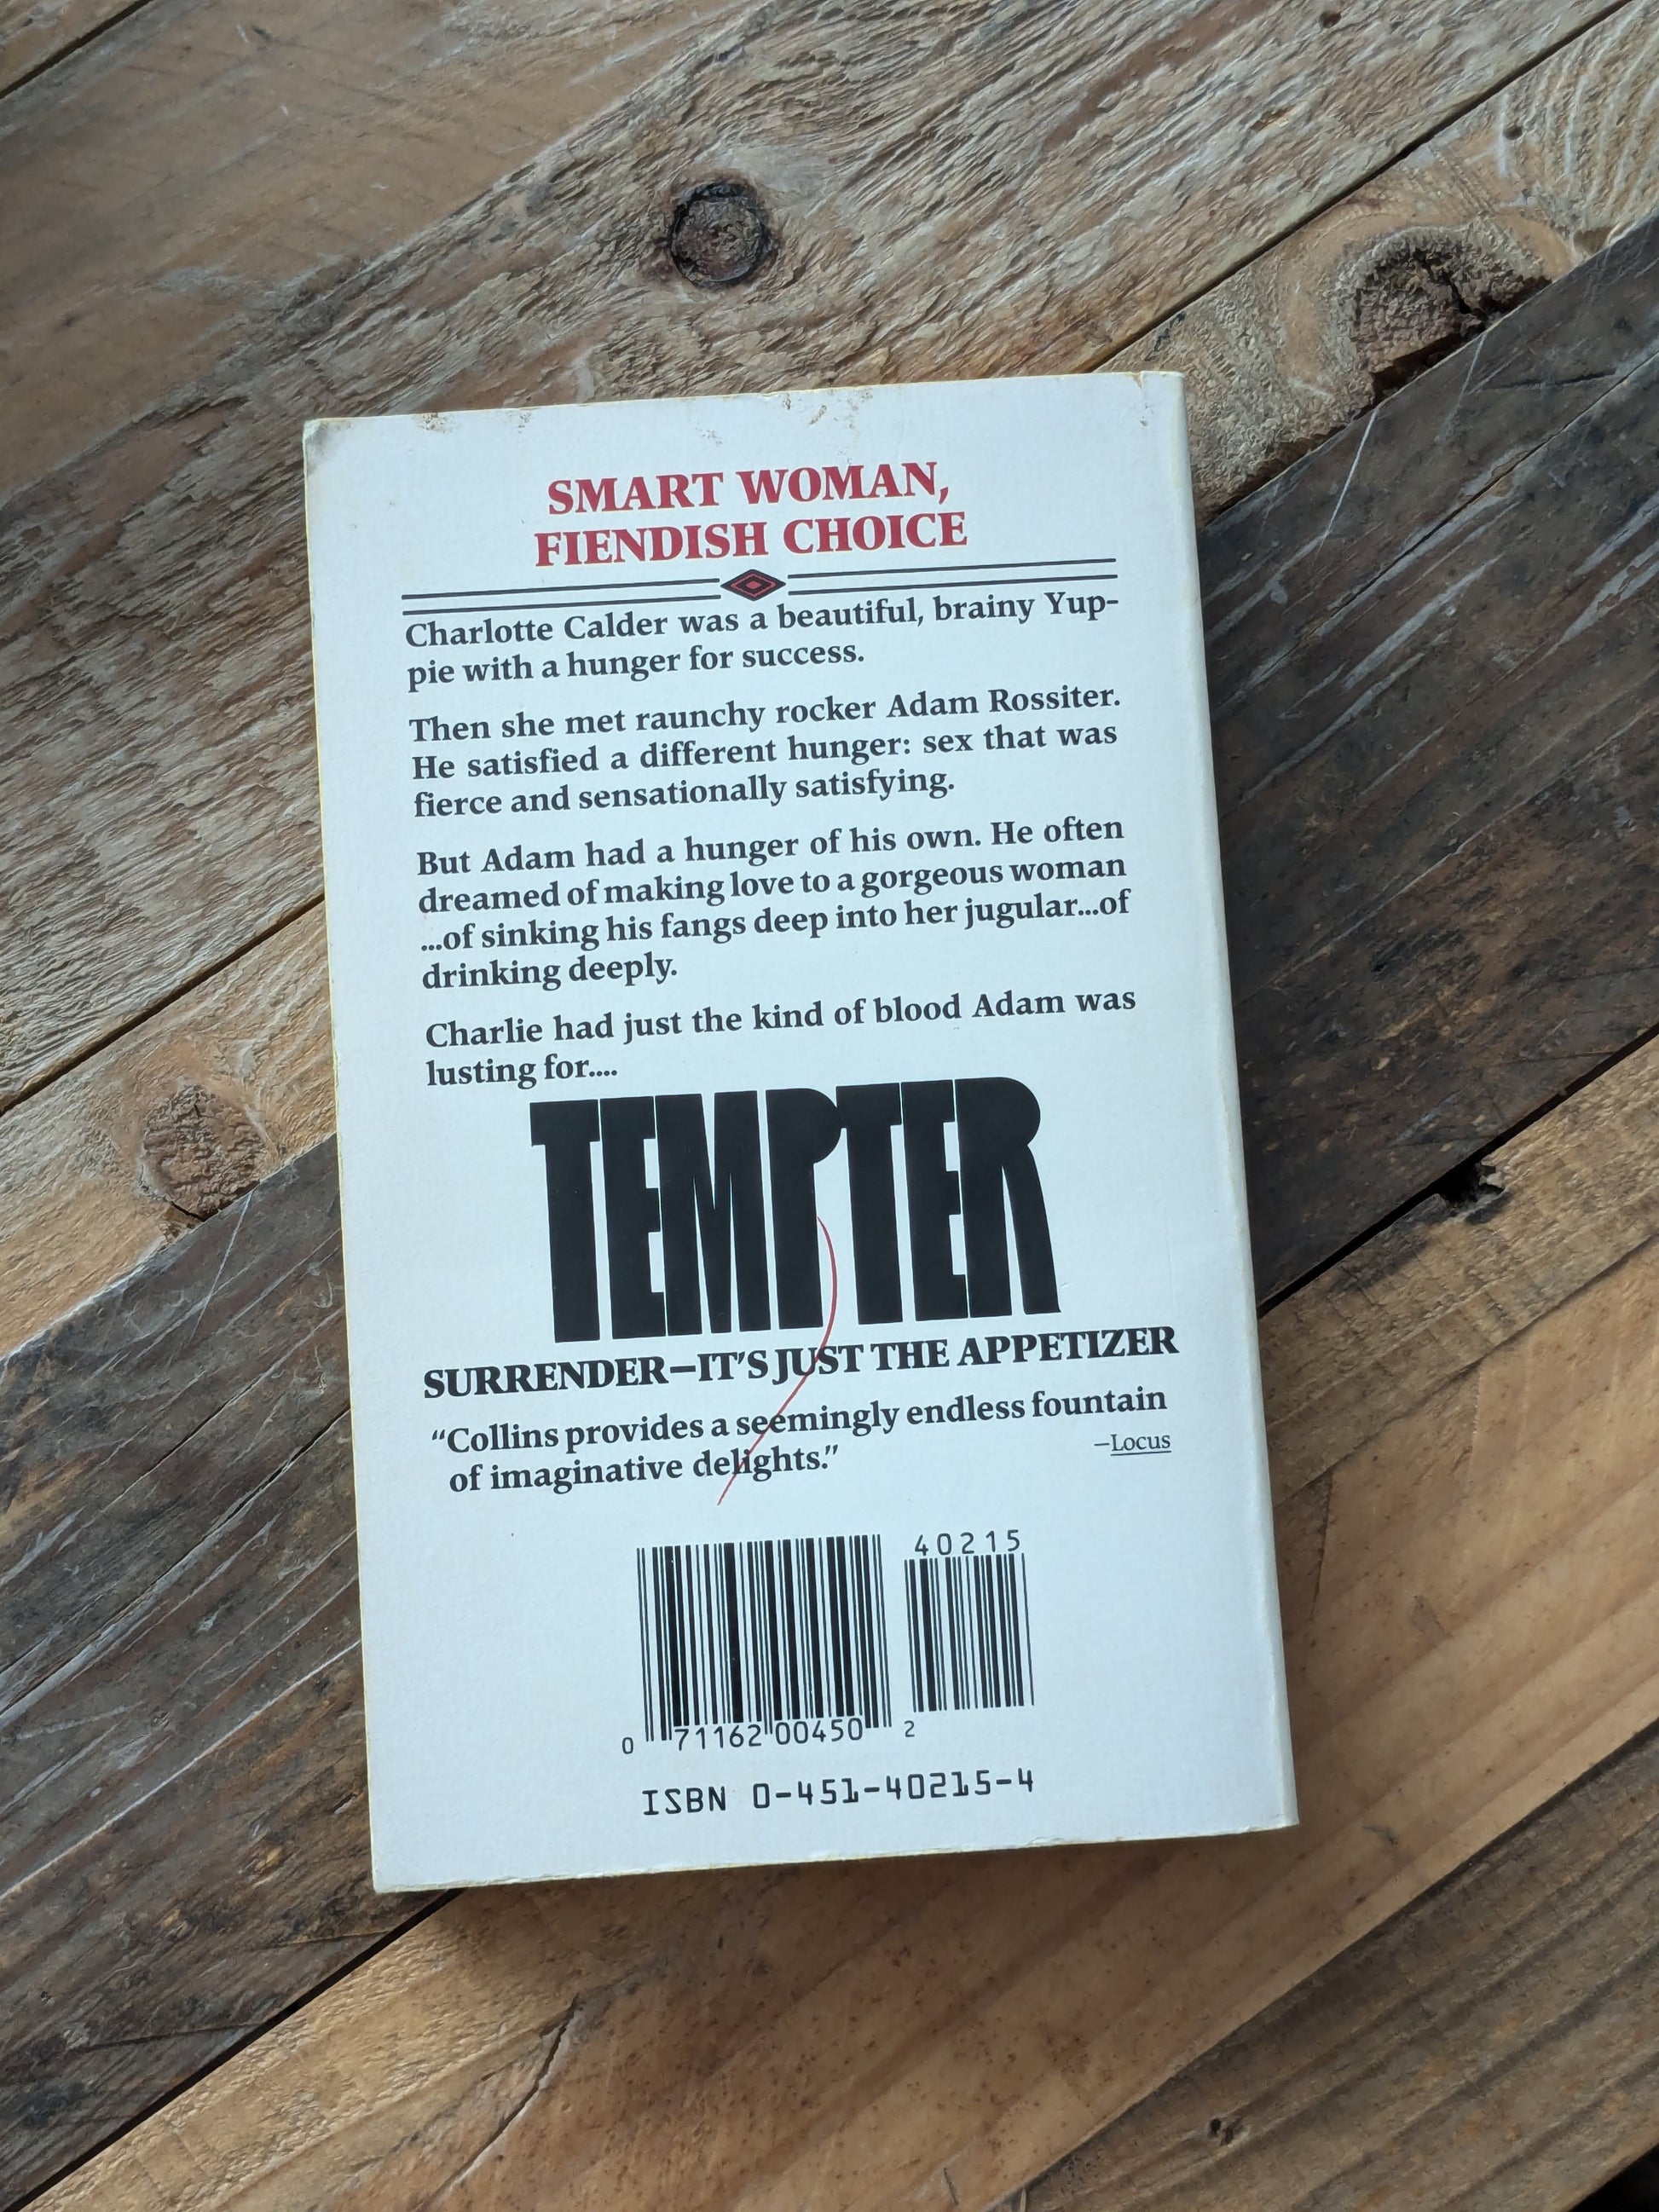 SMART WOMAN,
FIENDISH CHOICE
Charlotte Calder was a beautiful, brainy Yup-
pie with a hunger for success.
Then she met raunchy rocker Adam Rossiter.
He satisfied a different hunger: sex that was
fierce and sensationally satisfying.
But Adam had a hunger of his own. He often
dreamed of making love to a gorgeous woman
...of sinking his fangs deep into her jugular...of
drinking deeply.
Charlie had just the kind of blood Adam was
lusting for....
TEMPTER
SURRENDER—IT'S JUST THE APPETIZER
“Collins provides a seemingly endless fountain
of imaginative delights.” —Locus
40215
0 71162 00450 2
ISBN 0-451-40215-4